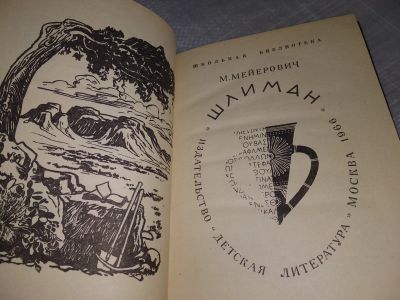 ШКОЛЬНАЯ БИБЛИОТЕКА
М. МЕЙЕРОВИЧ
ШЛИМАН
ИЗДАТЕЛЬСТВО "ДЕТСКАЯ ЛИТЕРАТУРА" МОСКВА 1966